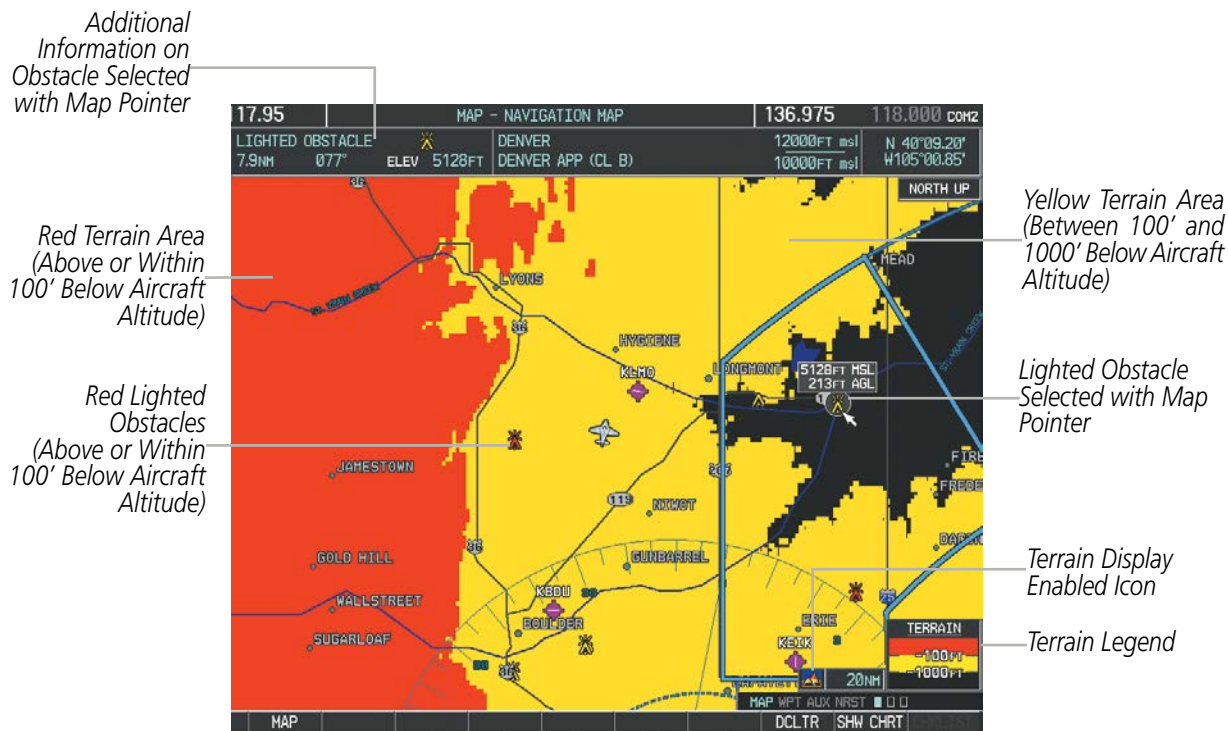 Additional
Information on
Obstacle Selected
with Map Pointer
17.95 MAP - NAVIGATION MAP 136.975 118.000 COM2
LIGHTED OBSTACLE DENVER 12000FT msl N 40°09.20'
7.9NM 077° ELEV 5128FT DENVER APP (CL B) 10000FT msl W105°00.85'
NORTH UP
36
Red Terrain Area
(Above or Within
100' Below Aircraft
Altitude)
Yellow Terrain Area
(Between 100' and
1000' Below Aircraft
Altitude)
MEAD
LYONS
36
HYGIENE
KLMO
LONGMONT
5128FT MSL
213FT AGL
Lighted Obstacle
Selected with Map
Pointer
Red Lighted
Obstacles
(Above or Within
100' Below Aircraft
Altitude)
JAMESTOWN
119
NIWOT
36
GOLD HILL
GUNBARREL
WALLSTREET
KBDU
BOULDER
SUGARLOAF
36
ERIE
KEIK
25
Terrain Display
Enabled Icon
TERRAIN
-100FT
-1000FT
Terrain Legend
20NM
MAP WPT AUX NRST
MAP DCLTR SHW CHRT